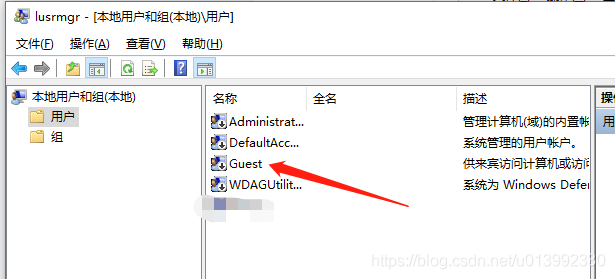 lusrmgr - [本地用户和组(本地)\用户]
文件(F) 操作(A) 查看(V) 帮助(H)
本地用户和组(本地)
用户
组
名称 全名 描述
Administrat... 管理计算机(域)的内置帐
DefaultAcc... 系统管理的用户帐户。
Guest 供来宾访问计算机或访问
WDAGUtilit... 系统为 Windows Defer
操
用
https://blog.csdn.net/u013992330